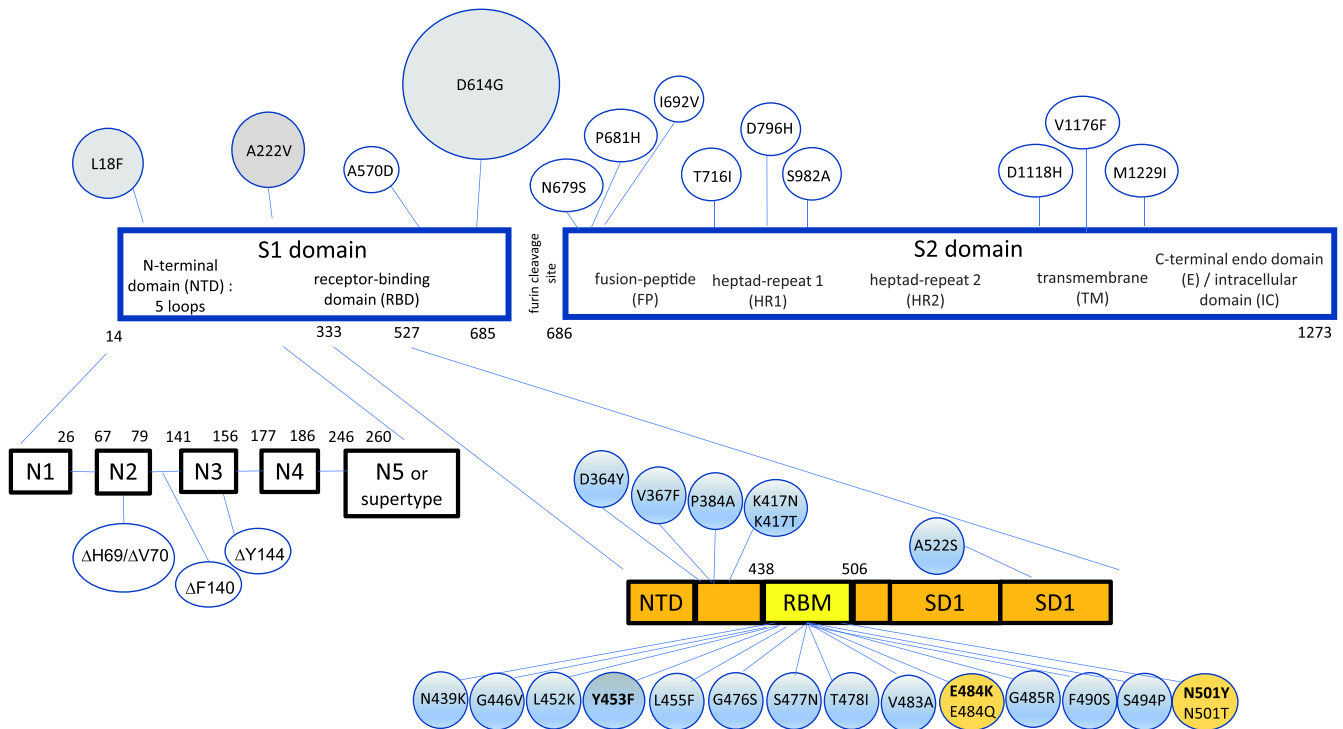 D614G
I692V
V1176F
D796H
P681H
L18F
A222V
A570D
N679S
T716I
S982A
D1118H
M1229I
S1 domain
N-terminal
domain (NTD) :
5 loops
receptor-binding
domain (RBD)
furin cleavage
site
S2 domain
fusion-peptide
(FP)
heptad-repeat 1
(HR1)
heptad-repeat 2
(HR2)
transmembrane
(TM)
C-terminal endo domain
(E) / intracellular
domain (IC)
14
333
527
685
686
1273
26
67
79
141
156
177
186
246
260
N1
N2
N3
N4
N5 or
supertype
ΔH69/ΔV70
ΔF140
ΔY144
D364Y
V367F
P384A
K417N
K417T
A522S
438
506
NTD
RBM
SD1
SD1
N439K
G446V
L452K
Y453F
L455F
G476S
S477N
T478I
V483A
E484K
E484Q
G485R
F490S
S494P
N501Y
N501T